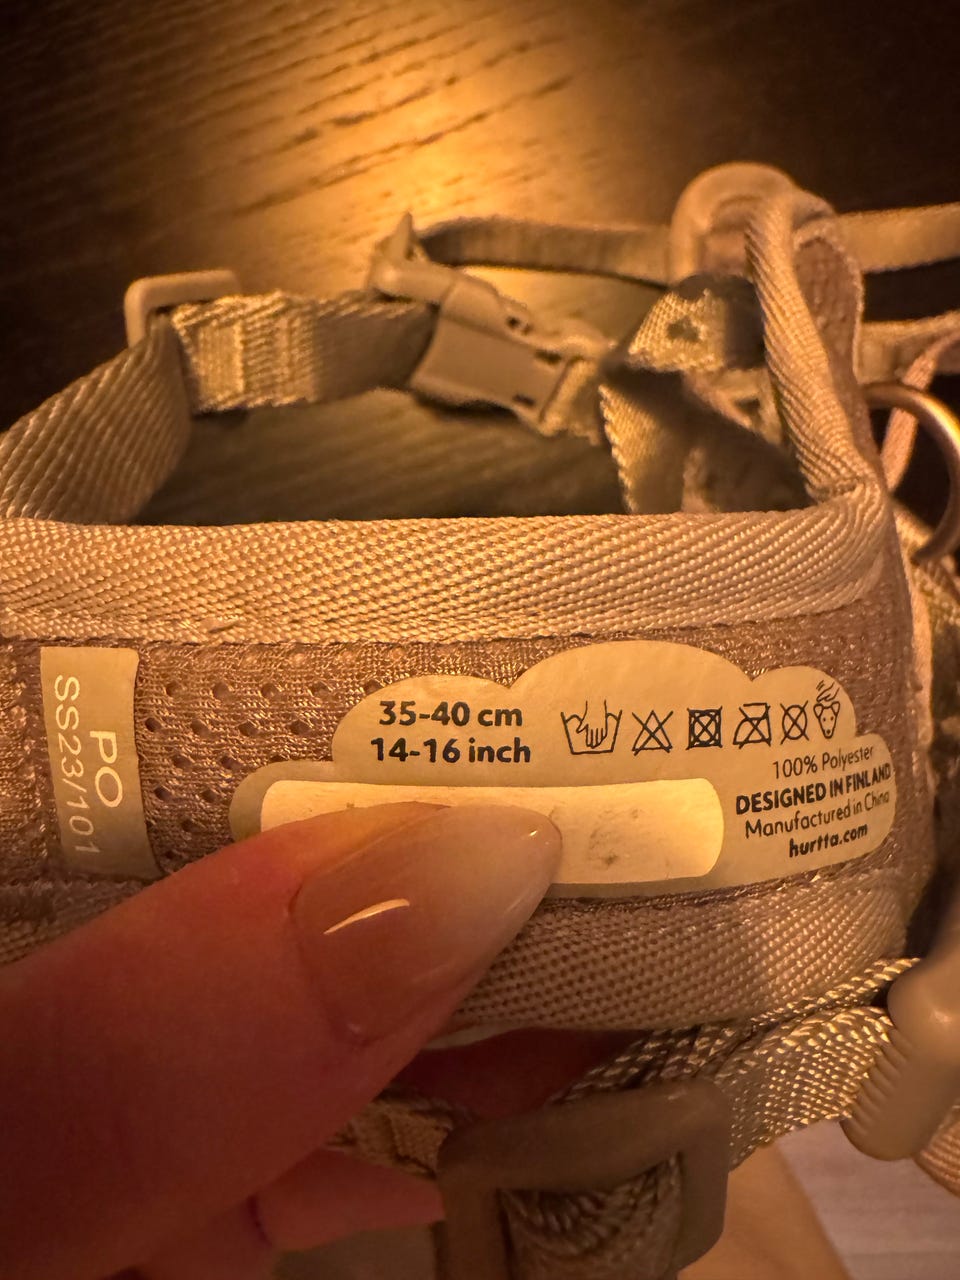 PO
SS23/101
35-40 cm
14-16 inch
100% Polyester
DESIGNED IN FINLAND
Manufactured in China
hurtta.com